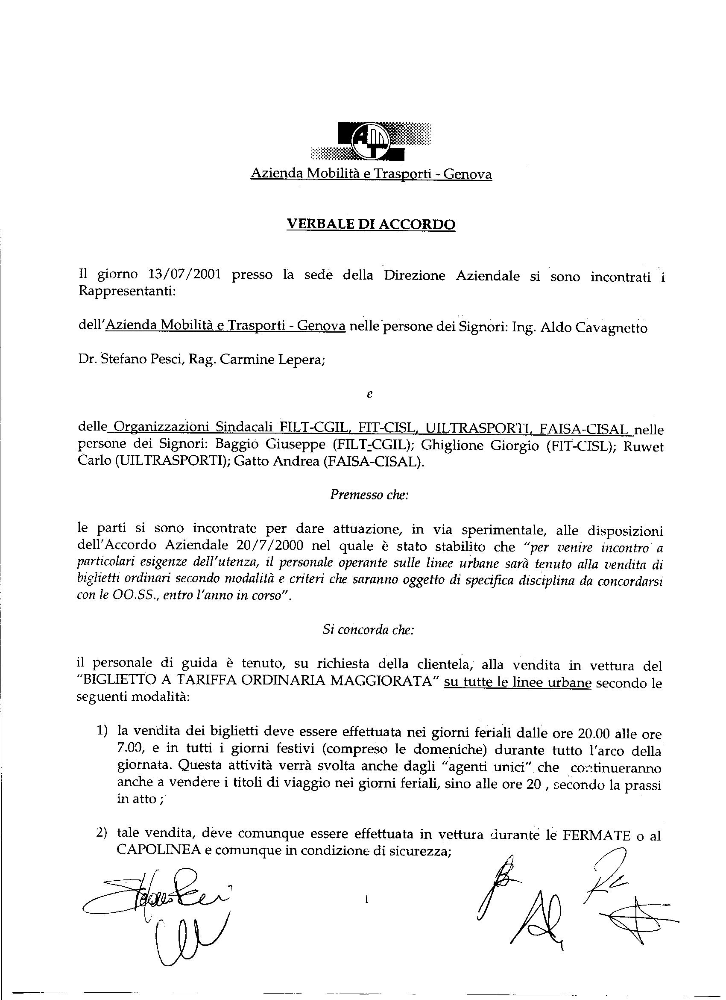 AMT
Azienda Mobilità e Trasporti - Genova
VERBALE DI ACCORDO
Il giorno 13/07/2001 presso la sede della Direzione Aziendale si sono incontrati i
Rappresentanti:
dell'Azienda Mobilità e Trasporti - Genova nelle persone dei Signori: Ing. Aldo Cavagnetto
Dr. Stefano Pesci, Rag. Carmine Lepera;
e
delle Organizzazioni Sindacali FILT-CGIL, FIT-CISL, UILTRASPORTI, FAISA-CISAL nelle
persone dei Signori: Baggio Giuseppe (FILT-CGIL); Ghiglione Giorgio (FIT-CISL); Ruwet
Carlo (UILTRASPORTI); Gatto Andrea (FAISA-CISAL).
Premesso che:
le parti si sono incontrate per dare attuazione, in via sperimentale, alle disposizioni
dell'Accordo Aziendale 20/7/2000 nel quale è stato stabilito che "per venire incontro a
particolari esigenze dell'utenza, il personale operante sulle linee urbane sarà tenuto alla vendita di
biglietti ordinari secondo modalità e criteri che saranno oggetto di specifica disciplina da concordarsi
con le OO.SS., entro l'anno in corso".
Si concorda che:
il personale di guida è tenuto, su richiesta della clientela, alla vendita in vettura del
"BIGLIETTO A TARIFFA ORDINARIA MAGGIORATA" su tutte le linee urbane secondo le
seguenti modalità:
1) la vendita dei biglietti deve essere effettuata nei giorni feriali dalle ore 20.00 alle ore
7.00, e in tutti i giorni festivi (compreso le domeniche) durante tutto l'arco della
giornata. Questa attività verrà svolta anche dagli "agenti unici" che continueranno
anche a vendere i titoli di viaggio nei giorni feriali, sino alle ore 20 , secondo la prassi
in atto ;
2) tale vendita, deve comunque essere effettuata in vettura durante le FERMATE o al
CAPOLINEA e comunque in condizione di sicurezza;
1